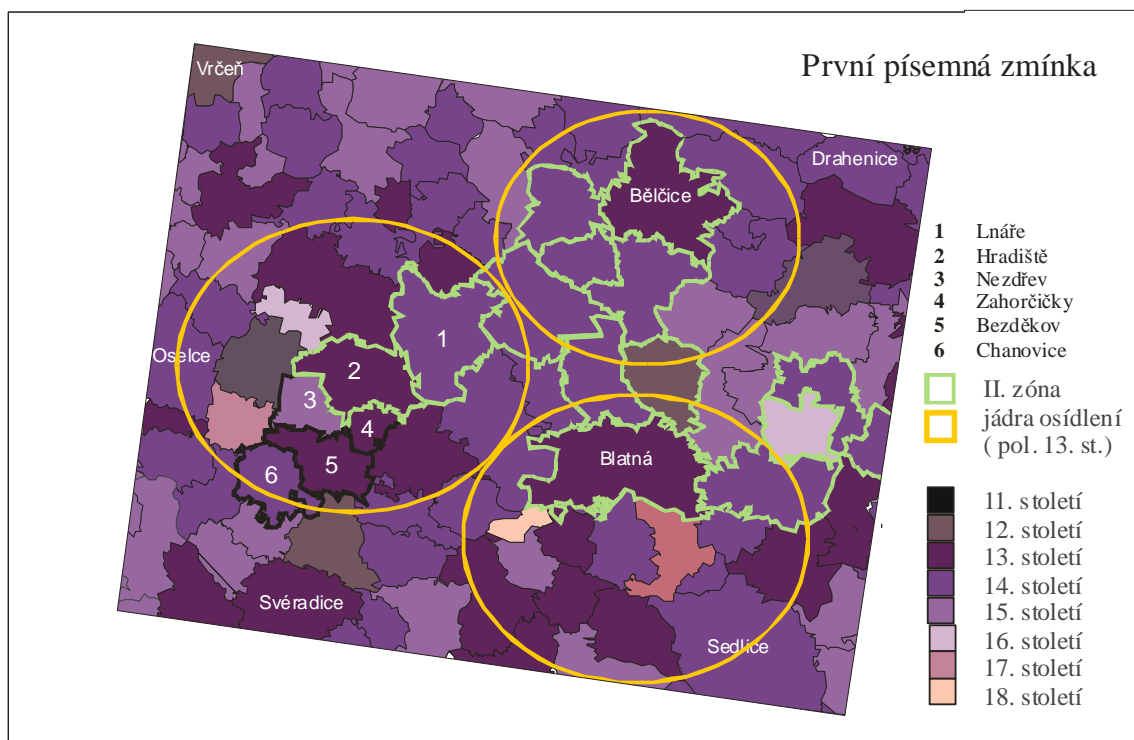 První písemná zmínka
Vrčeň
Drahenice
Bělčice
Oselce
Blatná
Svéradice
Sedlice
1
2
3
4
5
6
1 Lnáře
2 Hradiště
3 Nezdřev
4 Zahorčičky
5 Bezděkov
6 Chanovice
II. zóna
jádra osídlení
( pol. 13. st.)
11. století
12. století
13. století
14. století
15. století
16. století
17. století
18. století